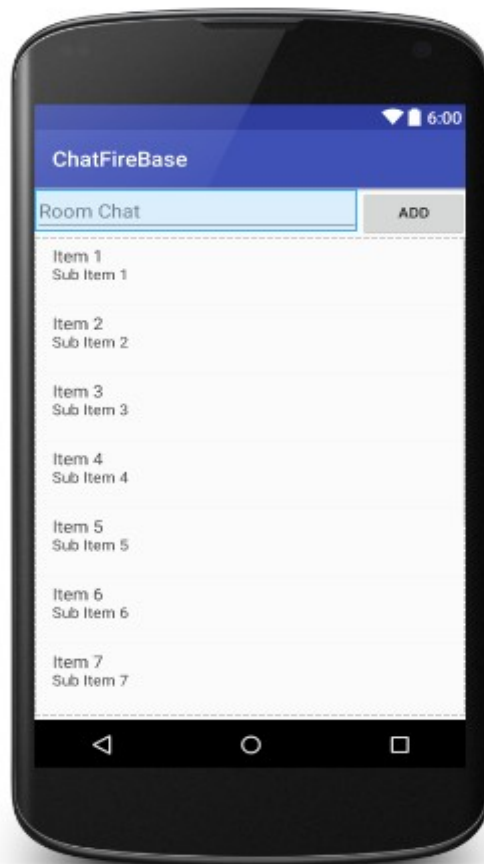 6:00
ChatFireBase
Room Chat
ADD
Item 1
Sub Item 1
Item 2
Sub Item 2
Item 3
Sub Item 3
Item 4
Sub Item 4
Item 5
Sub Item 5
Item 6
Sub Item 6
Item 7
Sub Item 7